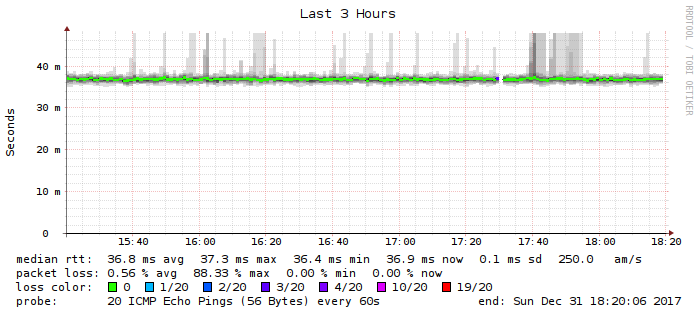 Last 3 Hours
RRDTOOL / TOBI OETIKER
Seconds
40 m
30 m
20 m
10 m
0
15:40 16:00 16:20 16:40 17:00 17:20 17:40 18:00 18:20
median rtt: 36.8 ms avg 37.3 ms max 36.4 ms min 36.9 ms now 0.1 ms sd 250.0 am/s
packet loss: 0.56 % avg 88.33 % max 0.00 % min 0.00 % now
loss color: 0 1/20 2/20 3/20 4/20 10/20 19/20
probe: 20 ICMP Echo Pings (56 Bytes) every 60s end: Sun Dec 31 18:20:06 2017